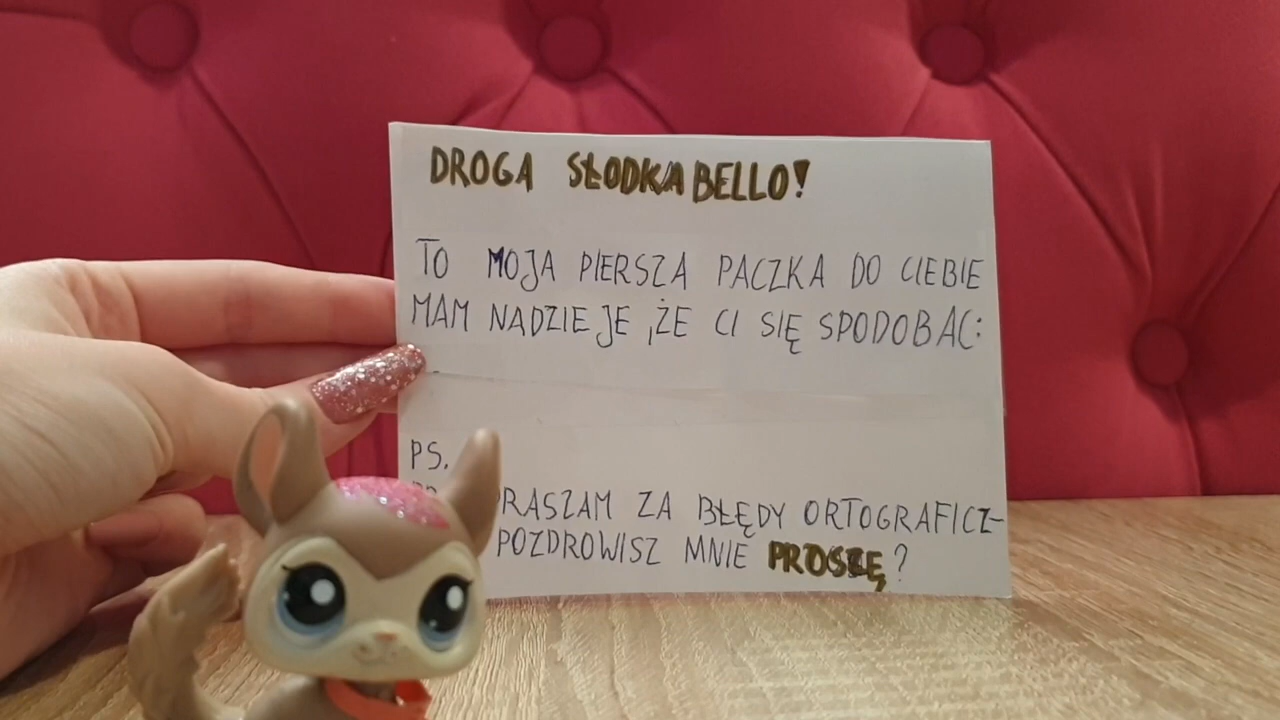 DROGA SŁODKA BELLO!
TO MOJA PIERSZA PACZKA DO CIEBIE
MAM NADZIEJE ,ŻE CI SIĘ SPODOBAĆ:
PS.
PRASZAM ZA BŁĘDY ORTOGRAFICZ-
POZDROWISZ MNIE PROSZĘ?